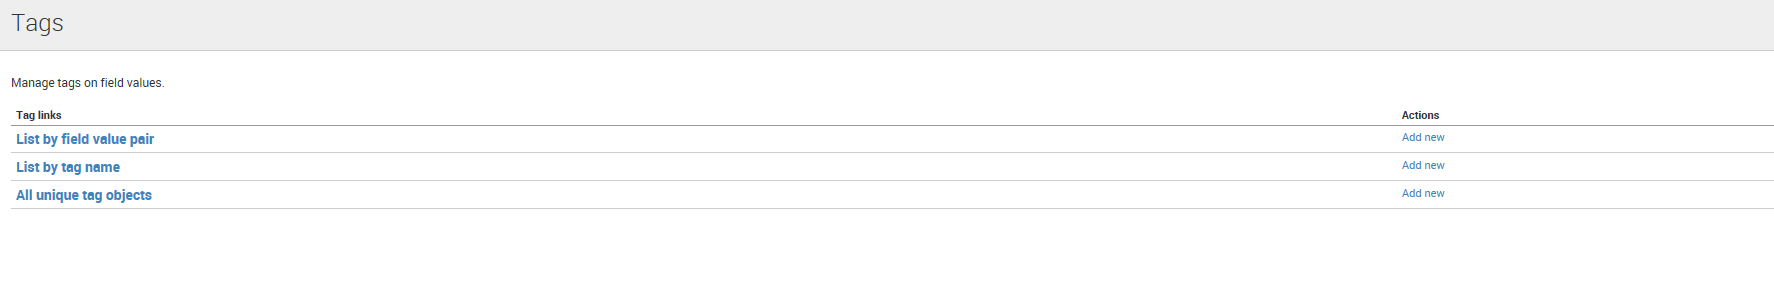 Tags
Manage tags on field values.
Tag links Actions
List by field value pair Add new
List by tag name Add new
All unique tag objects Add new